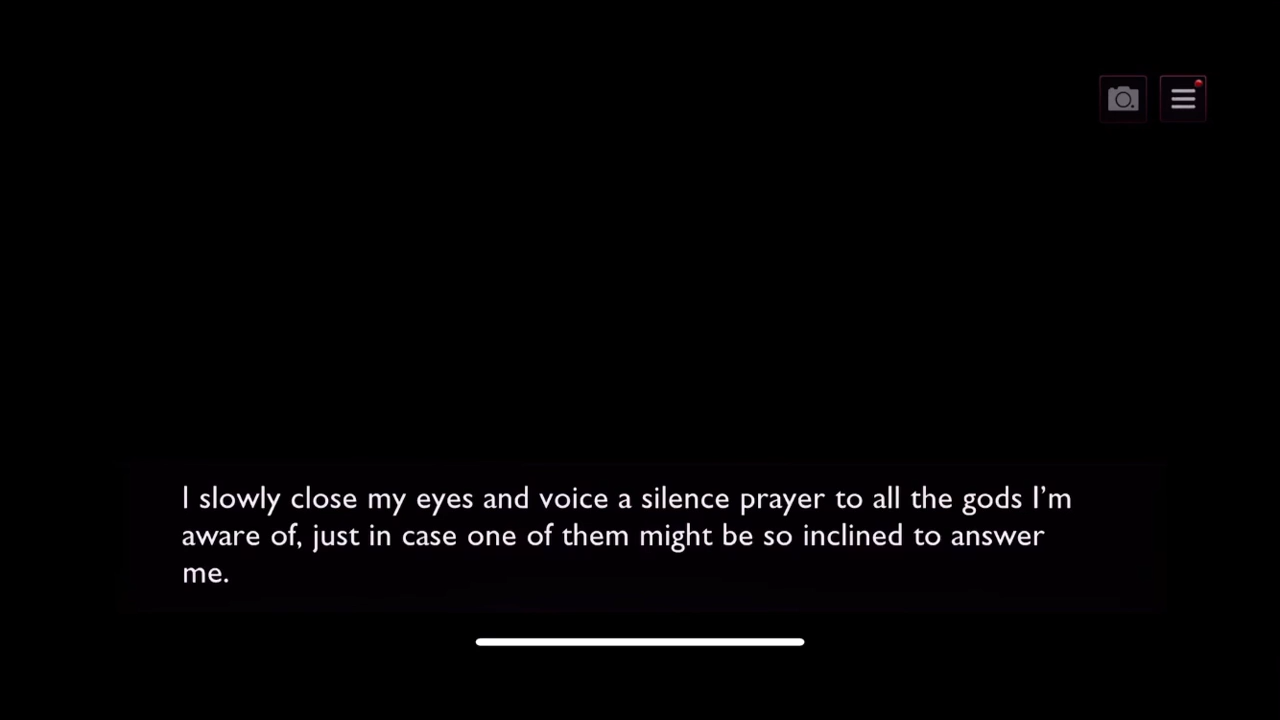 I slowly close my eyes and voice a silence prayer to all the gods I’m
aware of, just in case one of them might be so inclined to answer
me.